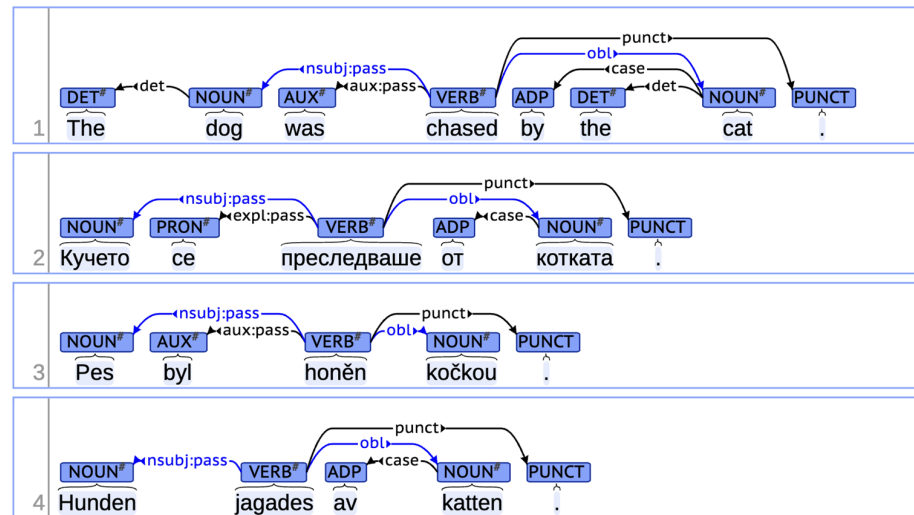 punct
obl
nsubj:pass case
det aux:pass det
DET# NOUN# AUX# VERB# ADP DET# NOUN# PUNCT
1 The dog was chased by the cat .
punct
nsubj:pass obl
expl:pass case
NOUN# PRON# VERB# ADP NOUN# PUNCT
2 Кучето се преследваше от котката .
nsubj:pass punct
aux:pass obl
NOUN# AUX# VERB# NOUN# PUNCT
3 Pes byl honěn kočkou .
punct
obl
nsubj:pass case
NOUN# VERB# ADP NOUN# PUNCT
4 Hunden jagades av katten .